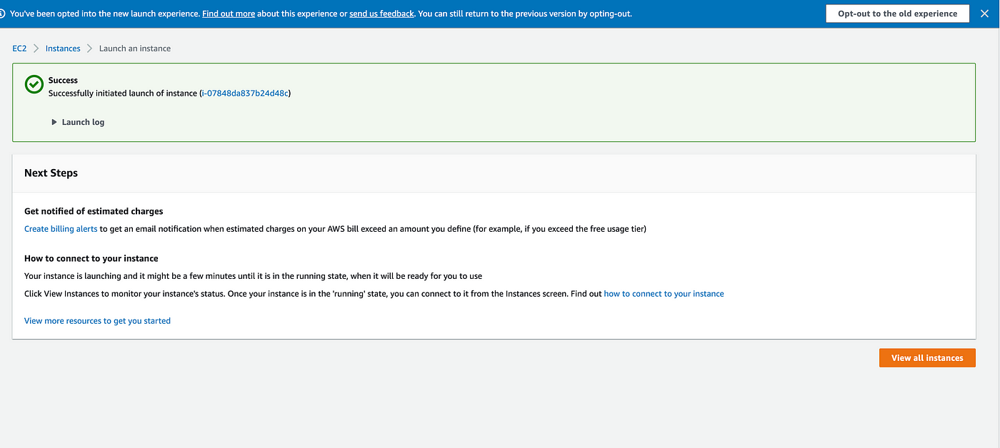 You've been opted into the new launch experience. Find out more about this experience or send us feedback. You can still return to the previous version by opting-out.
Opt-out to the old experience
EC2 > Instances > Launch an instance
Success
Successfully initiated launch of instance (i-07848da837b24d48c)
Launch log
Next Steps
Get notified of estimated charges
Create billing alerts to get an email notification when estimated charges on your AWS bill exceed an amount you define (for example, if you exceed the free usage tier)
How to connect to your instance
Your instance is launching and it might be a few minutes until it is in the running state, when it will be ready for you to use
Click View Instances to monitor your instance's status. Once your instance is in the 'running' state, you can connect to it from the Instances screen. Find out how to connect to your instance
View more resources to get you started
View all instances